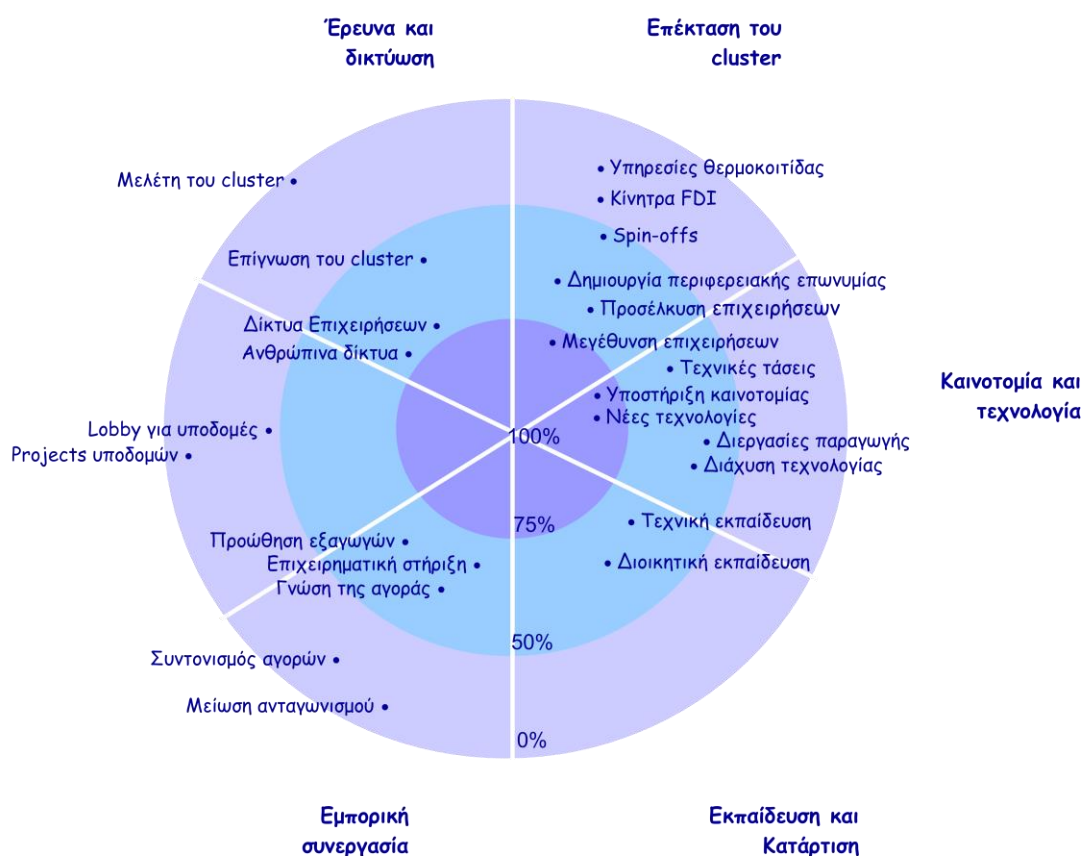 Έρευνα και
δικτύωση
Επέκταση του
cluster
Υπηρεσίες θερμοκοιτίδας
Μελέτη του cluster
Κίνητρα FDI
Spin-offs
Επίγνωση του cluster
Δημιουργία περιφερειακής επωνυμίας
Προσέλκυση επιχειρήσεων
Δίκτυα Επιχειρήσεων
Μεγέθυνση επιχειρήσεων
Ανθρώπινα δίκτυα
Τεχνικές τάσεις
Καινοτομία και
τεχνολογία
Υποστήριξη καινοτομίας
Νέες τεχνολογίες
Lobby για υποδομές
100%
Διεργασίες παραγωγής
Projects υποδομών
Διάχυση τεχνολογίας
75%
Τεχνική εκπαίδευση
Προώθηση εξαγωγών
Επιχειρηματική στήριξη
Διοικητική εκπαίδευση
Γνώση της αγοράς
50%
Συντονισμός αγορών
Μείωση ανταγωνισμού
0%
Εμπορική
συνεργασία
Εκπαίδευση και
Κατάρτιση